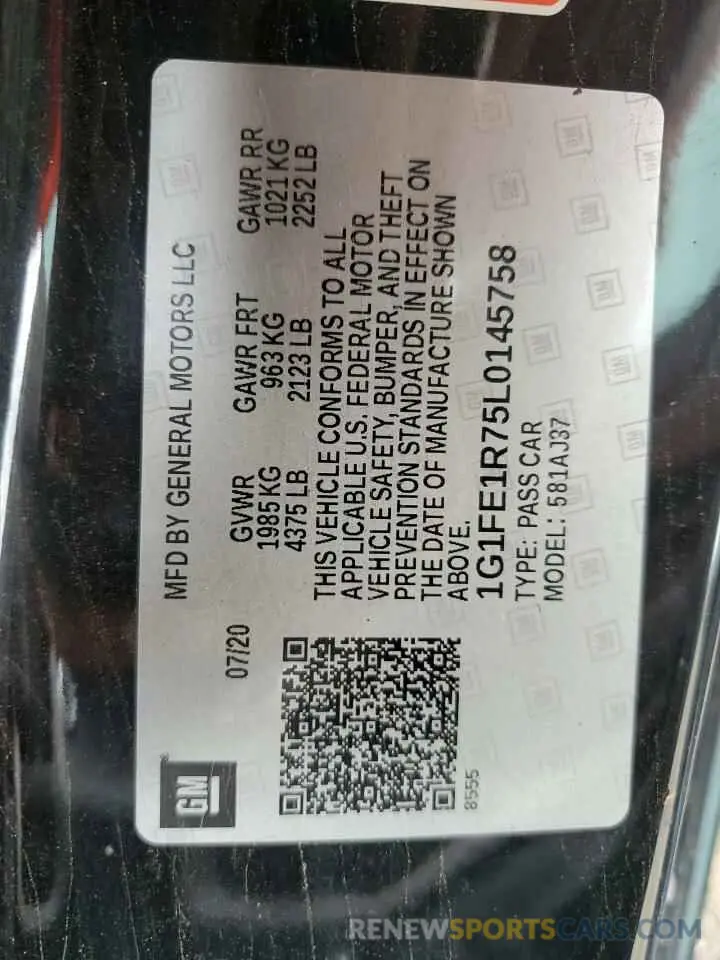 GM
MFD BY GENERAL MOTORS LLC
07/20
GVWR GAWR FRT GAWR RR
1985 KG 963 KG 1021 KG
4375 LB 2123 LB 2252 LB
THIS VEHICLE CONFORMS TO ALL
APPLICABLE U.S. FEDERAL MOTOR
VEHICLE SAFETY, BUMPER, AND THEFT
PREVENTION STANDARDS IN EFFECT ON
THE DATE OF MANUFACTURE SHOWN
ABOVE.
1G1FE1R75L0145758
TYPE: PASS CAR
MODEL: 581AJ37
8555
RENEWSPORTSCARS.COM